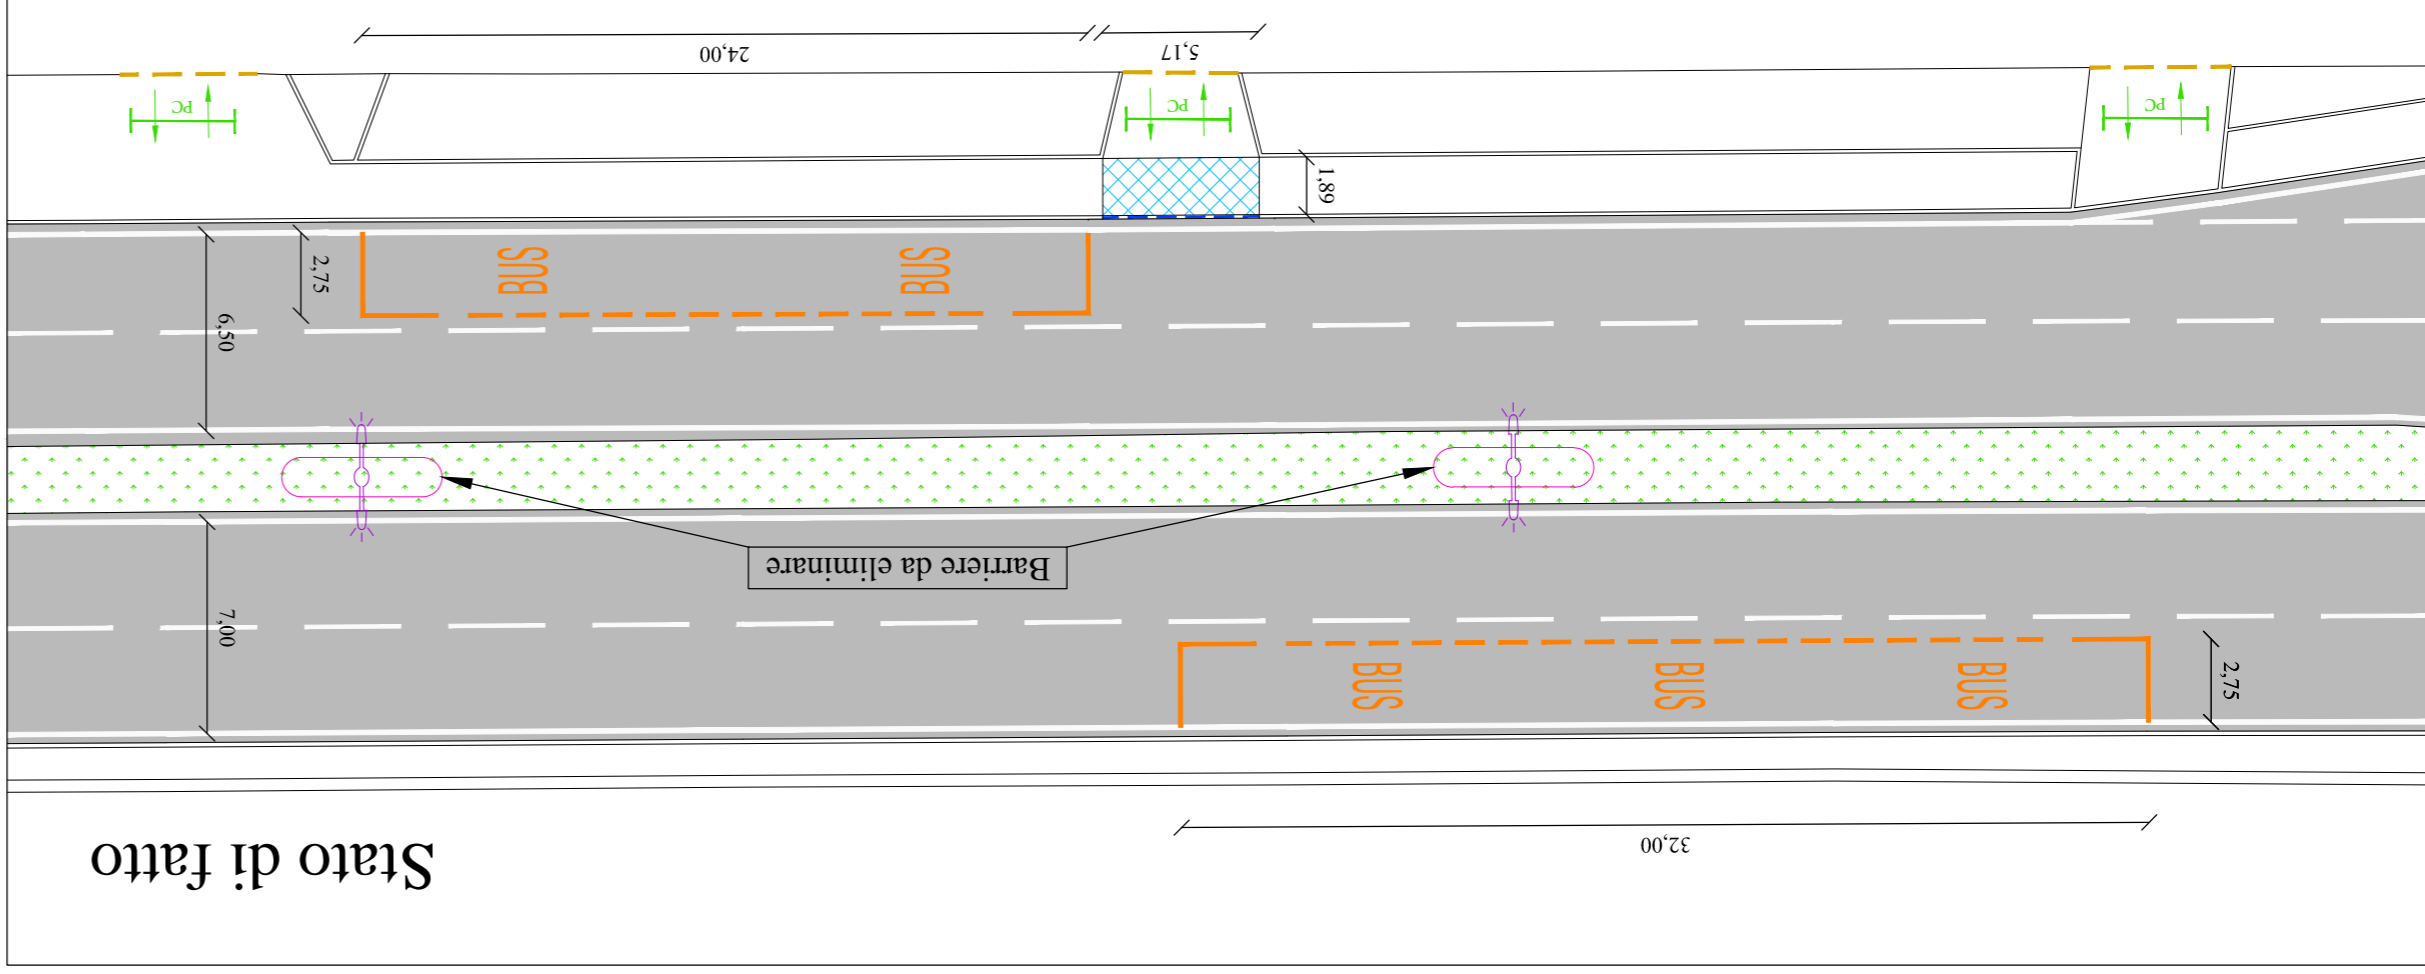 Stato di fatto
32,00
2,75
BUS
BUS
BUS
7,00
Barriere da eliminare
6,50
2,75
BUS
BUS
1,89
PC
PC
PC
5,17
24,00